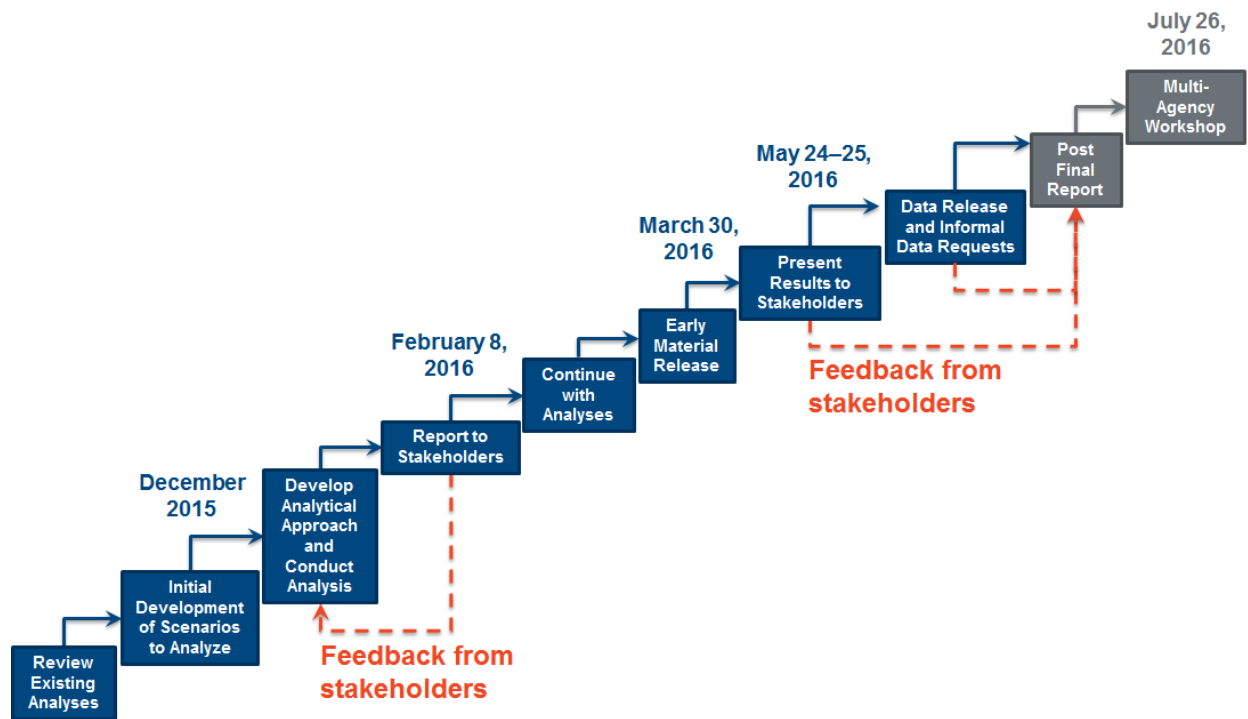 July 26,
2016
Multi-
Agency
Workshop
Post
Final
Report
May 24–25,
2016
Data Release
and Informal
Data Requests
March 30,
2016
Present
Results to
Stakeholders
Early
Material
Release
Feedback from
stakeholders
February 8,
2016
Continue
with
Analyses
Report to
Stakeholders
December
2015
Develop
Analytical
Approach
and
Conduct
Analysis
Initial
Development
of Scenarios
to Analyze
Feedback from
stakeholders
Review
Existing
Analyses